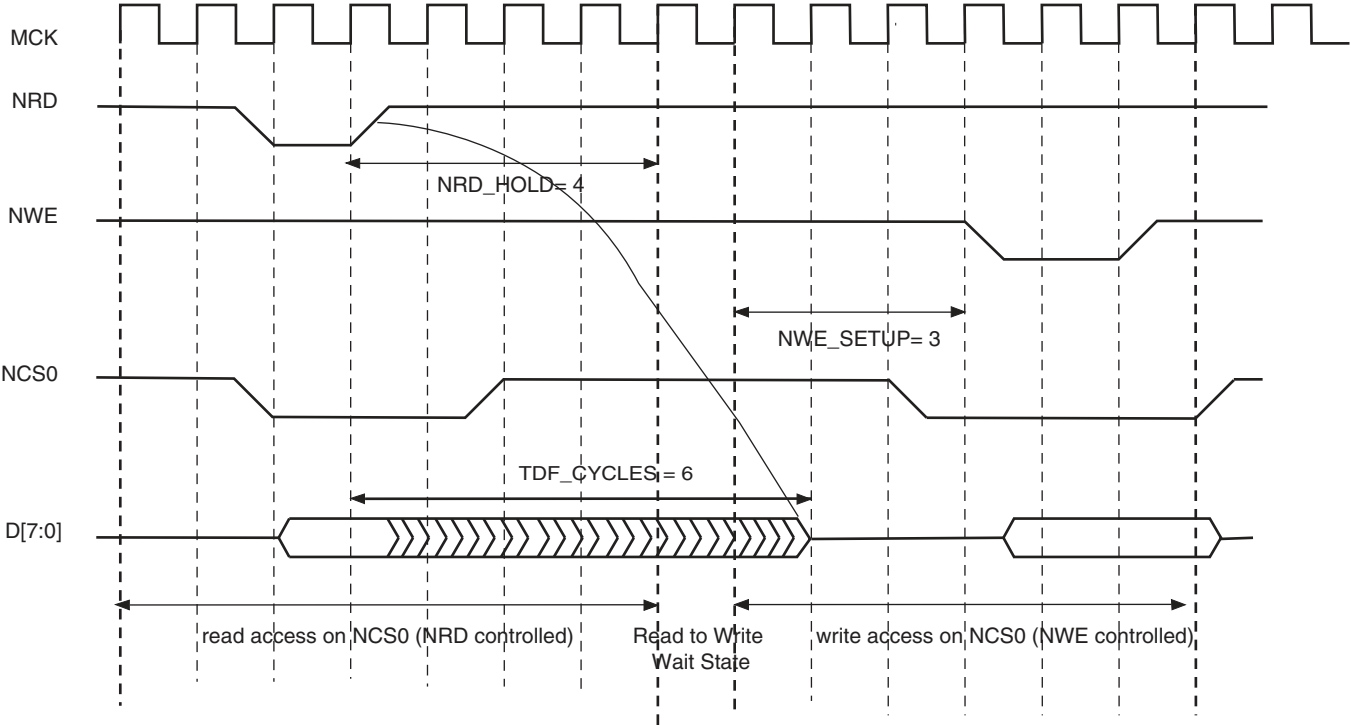 MCK
NRD
NRD_HOLD= 4
NWE
NWE_SETUP= 3
NCS0
TDF_CYCLES = 6
D[7:0]
read access on NCS0 (NRD controlled)
Read to Write
Wait State
write access on NCS0 (NWE controlled)